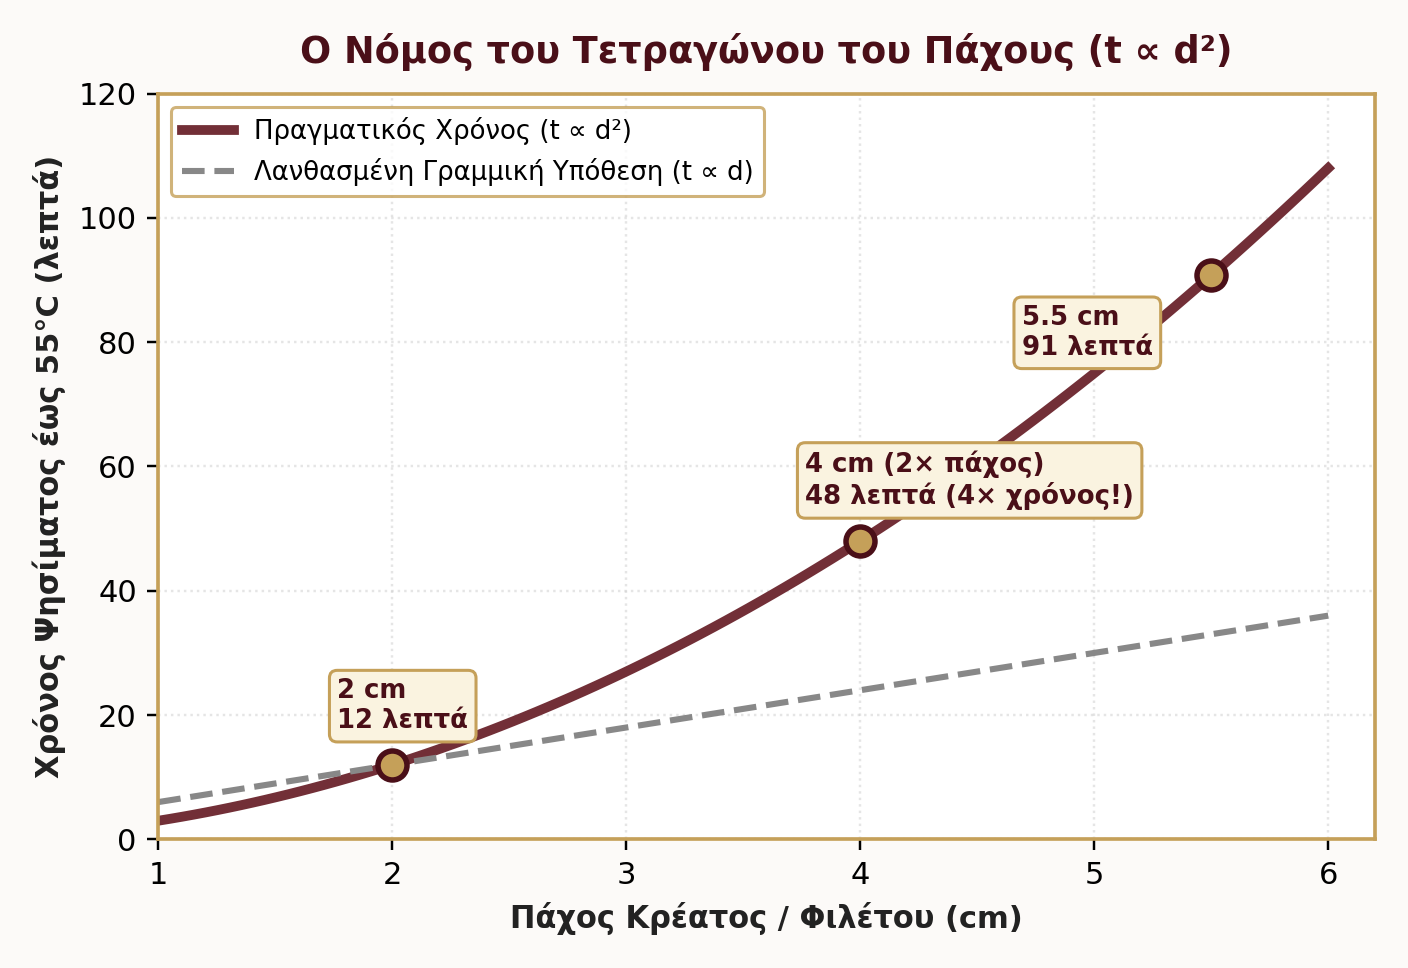 Ο Νόμος του Τετραγώνου του Πάχους (t ∝ d²)
Πραγματικός Χρόνος (t ∝ d²)
Λανθασμένη Γραμμική Υπόθεση (t ∝ d)
Χρόνος Ψησίματος έως 55°C (λεπτά)
120
100
80
60
40
20
0
5.5 cm
91 λεπτά
4 cm (2× πάχος)
48 λεπτά (4× χρόνος!)
2 cm
12 λεπτά
1
2
3
4
5
6
Πάχος Κρέατος / Φιλέτου (cm)